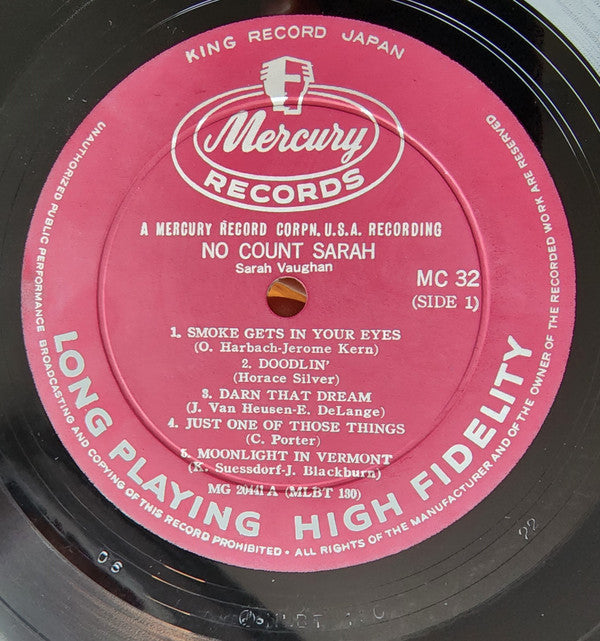 KING RECORD JAPAN
Mercury
RECORDS
A MERCURY RECORD CORPN. U.S.A. RECORDING
NO COUNT SARAH
Sarah Vaughan
MC 32
(SIDE 1)
1. SMOKE GETS IN YOUR EYES
(O. Harbach-Jerome Kern)
2. DOODLIN'
(Horace Silver)
3. DARN THAT DREAM
(J. Van Heusen-E. DeLange)
4. JUST ONE OF THOSE THINGS
(C. Porter)
5. MOONLIGHT IN VERMONT
(K. Suessdorf-J. Blackburn)
MG 20441 A (MLBT 180)
LONG PLAYING HIGH FIDELITY
UNAUTHORIZED PUBLIC PERFORMANCE BROADCASTING AND COPYING OF THIS RECORD PROHIBITED • ALL RIGHTS OF THE MANUFACTURER AND OF THE OWNER OF THE RECORDED WORK ARE RESERVED
06
22